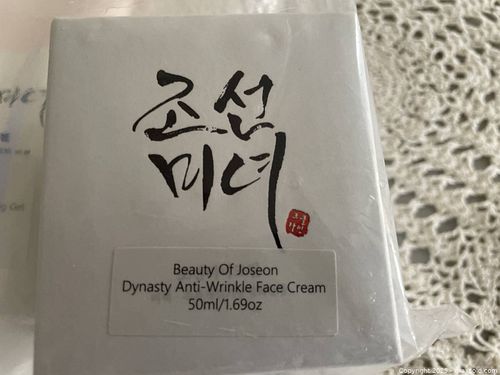 조선
미녀
Beauty Of Joseon
Dynasty Anti-Wrinkle Face Cream
50ml/1.69oz